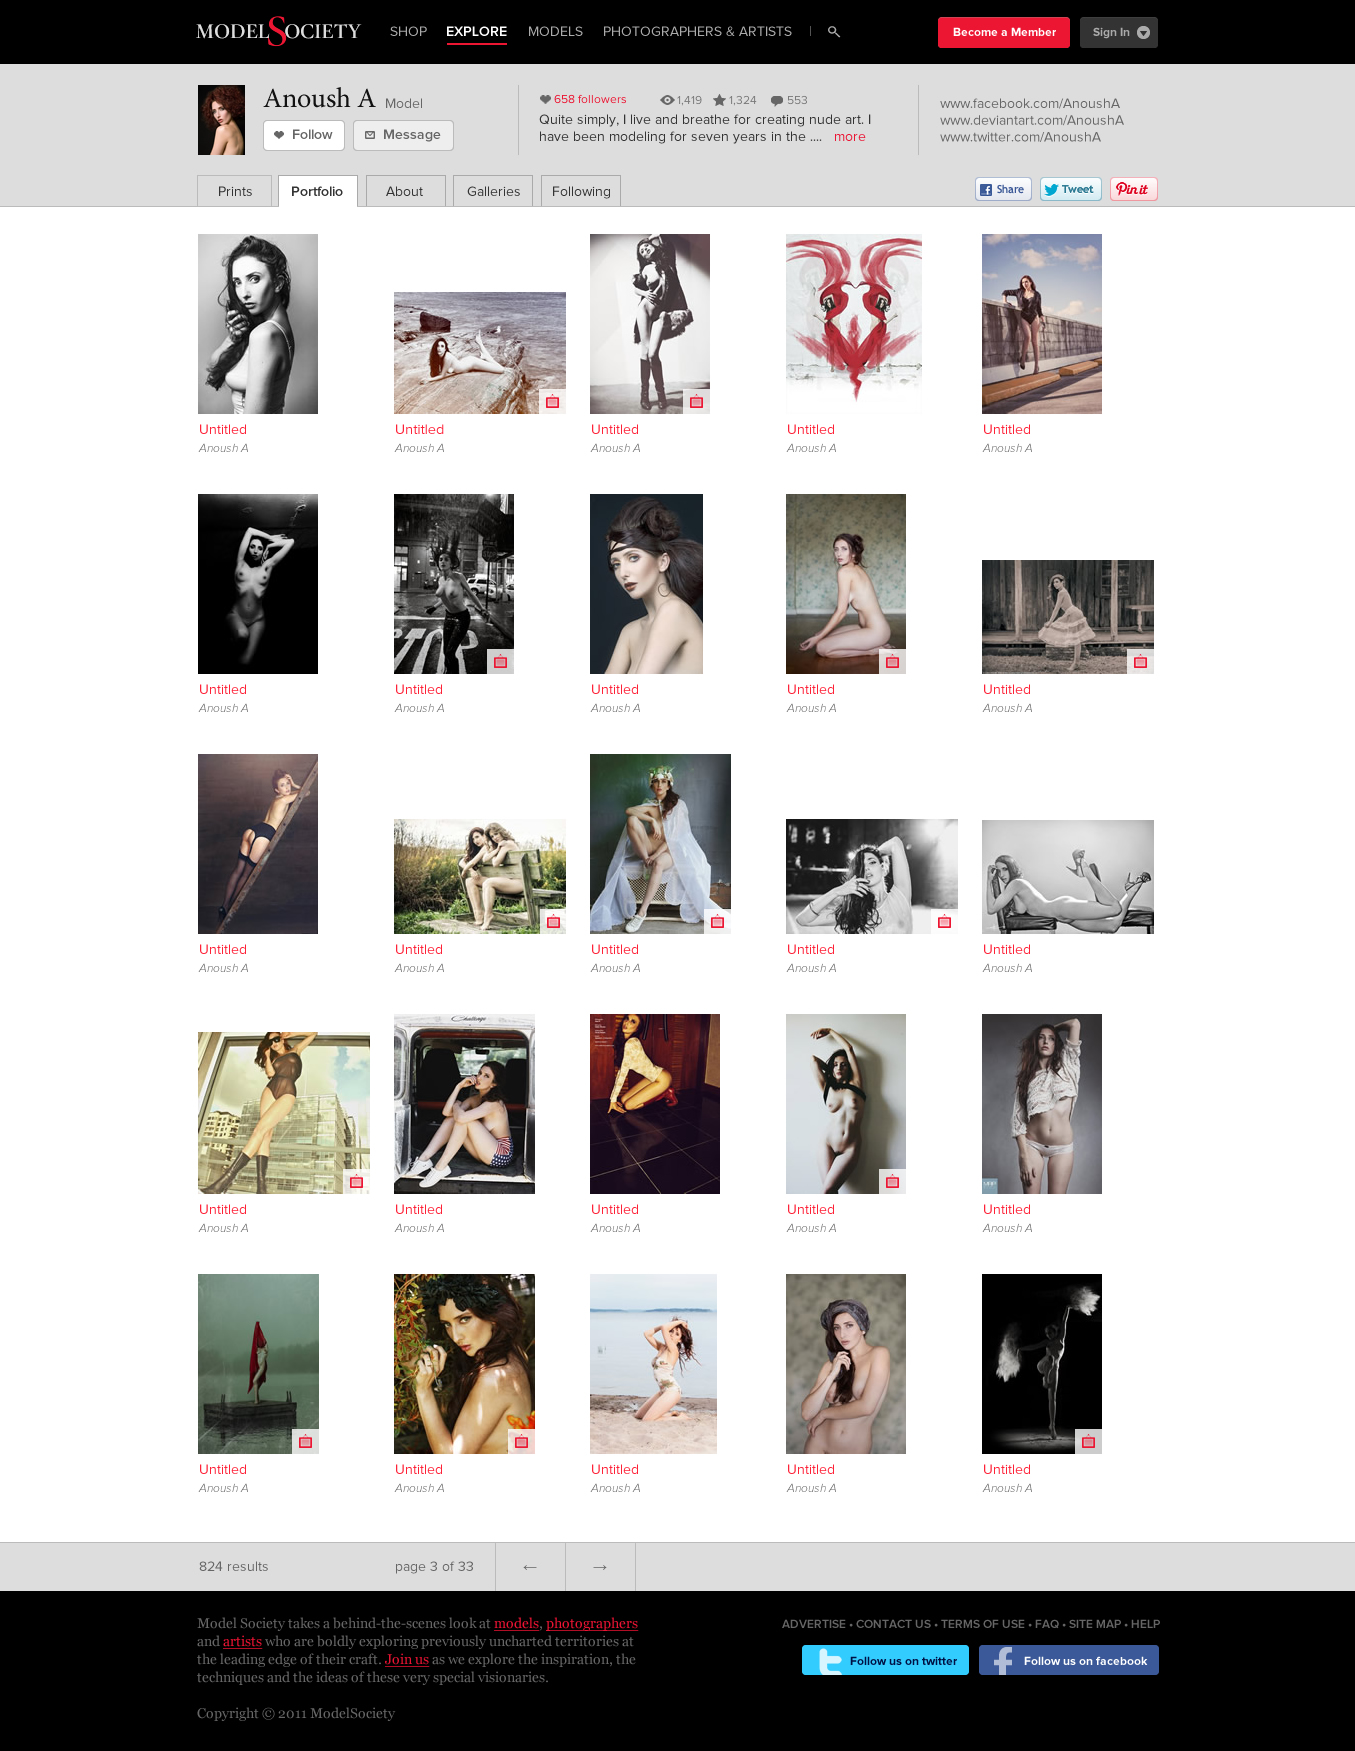 MODELSOCIETY
SHOP EXPLORE MODELS PHOTOGRAPHERS & ARTISTS |
Become a Member
Sign In
Anoush A Model
Follow
Message
658 followers 1,419 1,324 553
Quite simply, I live and breathe for creating nude art. I
have been modeling for seven years in the .... more
www.facebook.com/AnoushA
www.deviantart.com/AnoushA
www.twitter.com/AnoushA
Prints Portfolio About Galleries Following
Share Tweet Pin it
Untitled Untitled Untitled Untitled Untitled
Anoush A Anoush A Anoush A Anoush A Anoush A
STOP
Untitled Untitled Untitled Untitled Untitled
Anoush A Anoush A Anoush A Anoush A Anoush A
Untitled Untitled Untitled Untitled Untitled
Anoush A Anoush A Anoush A Anoush A Anoush A
Challenge
Untitled Untitled Untitled Untitled Untitled
Anoush A Anoush A Anoush A Anoush A Anoush A
Untitled Untitled Untitled Untitled Untitled
Anoush A Anoush A Anoush A Anoush A Anoush A
824 results page 3 of 33 ← →
Model Society takes a behind-the-scenes look at models, photographers
and artists who are boldly exploring previously uncharted territories at
the leading edge of their craft. Join us as we explore the inspiration, the
techniques and the ideas of these very special visionaries.
Copyright © 2011 ModelSociety
ADVERTISE • CONTACT US • TERMS OF USE • FAQ • SITE MAP • HELP
Follow us on twitter
Follow us on facebook